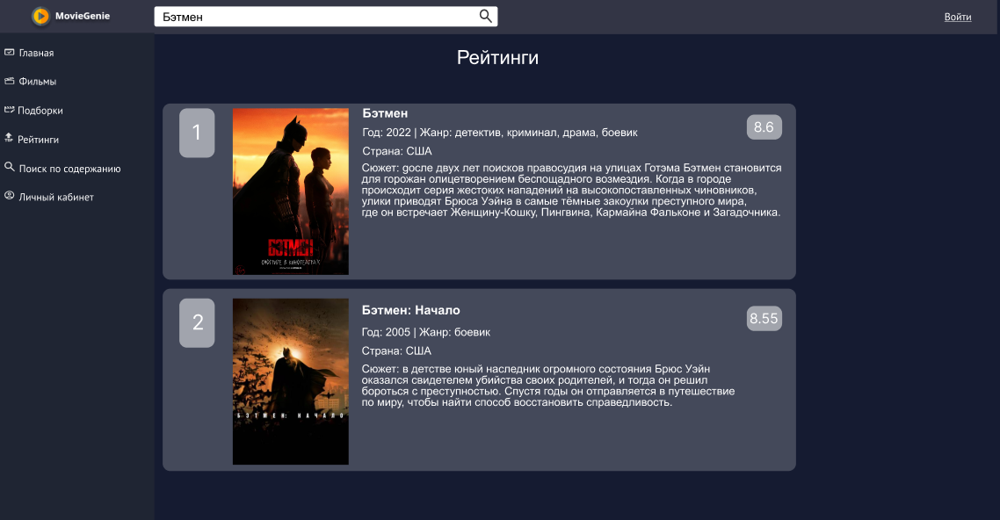 MovieGenie
Бэтмен
Войти
Главная
Фильмы
Подборки
Рейтинги
Поиск по содержанию
Личный кабинет
Рейтинги
1
Бэтмен
8.6
Год: 2022 | Жанр: детектив, криминал, драма, боевик
Страна: США
Сюжет: gосле двух лет поисков правосудия на улицах Готэма Бэтмен становится
для горожан олицетворением беспощадного возмездия. Когда в городе
происходит серия жестоких нападений на высокопоставленных чиновников,
улики приводят Брюса Уэйна в самые тёмные закоулки преступного мира,
где он встречает Женщину-Кошку, Пингвина, Кармайна Фальконе и Загадочника.
БЭТМЕН
СМОТРИТЕ В КИНОТЕАТРАХ
2
Бэтмен: Начало
8.55
Год: 2005 | Жанр: боевик
Страна: США
Сюжет: в детстве юный наследник огромного состояния Брюс Уэйн
оказался свидетелем убийства своих родителей, и тогда он решил
бороться с преступностью. Спустя годы он отправляется в путешествие
по миру, чтобы найти способ восстановить справедливость.
БЭТМЕН: НАЧАЛО